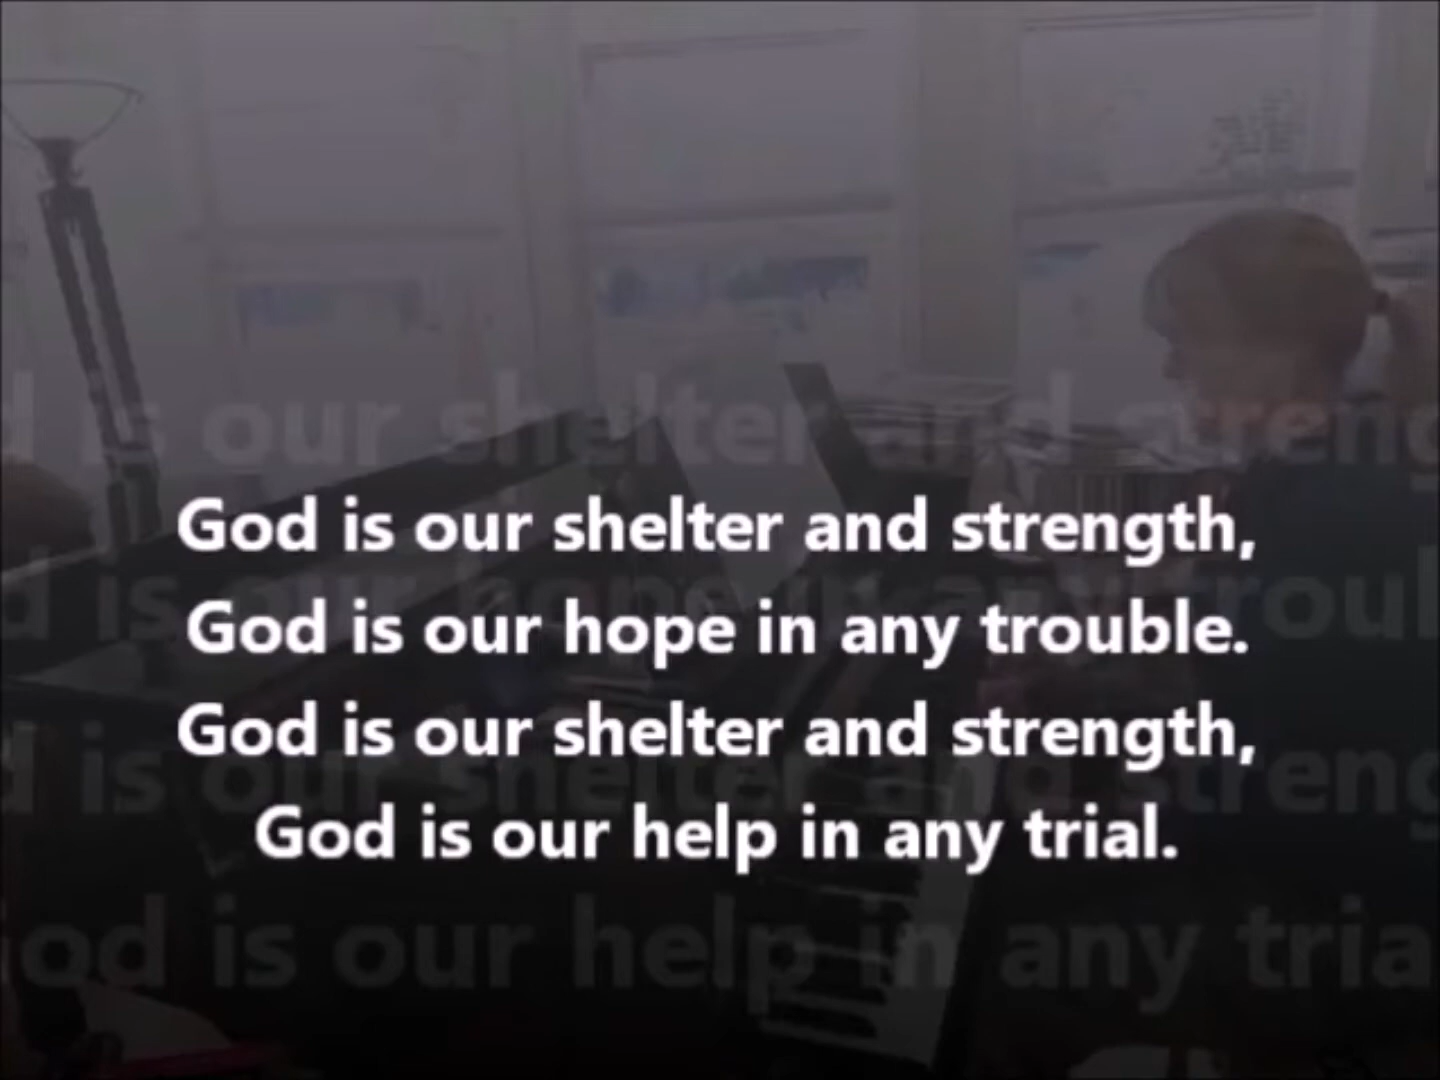 God is our shelter and strength,
God is our hope in any trouble.
God is our shelter and strength,
God is our help in any trial.